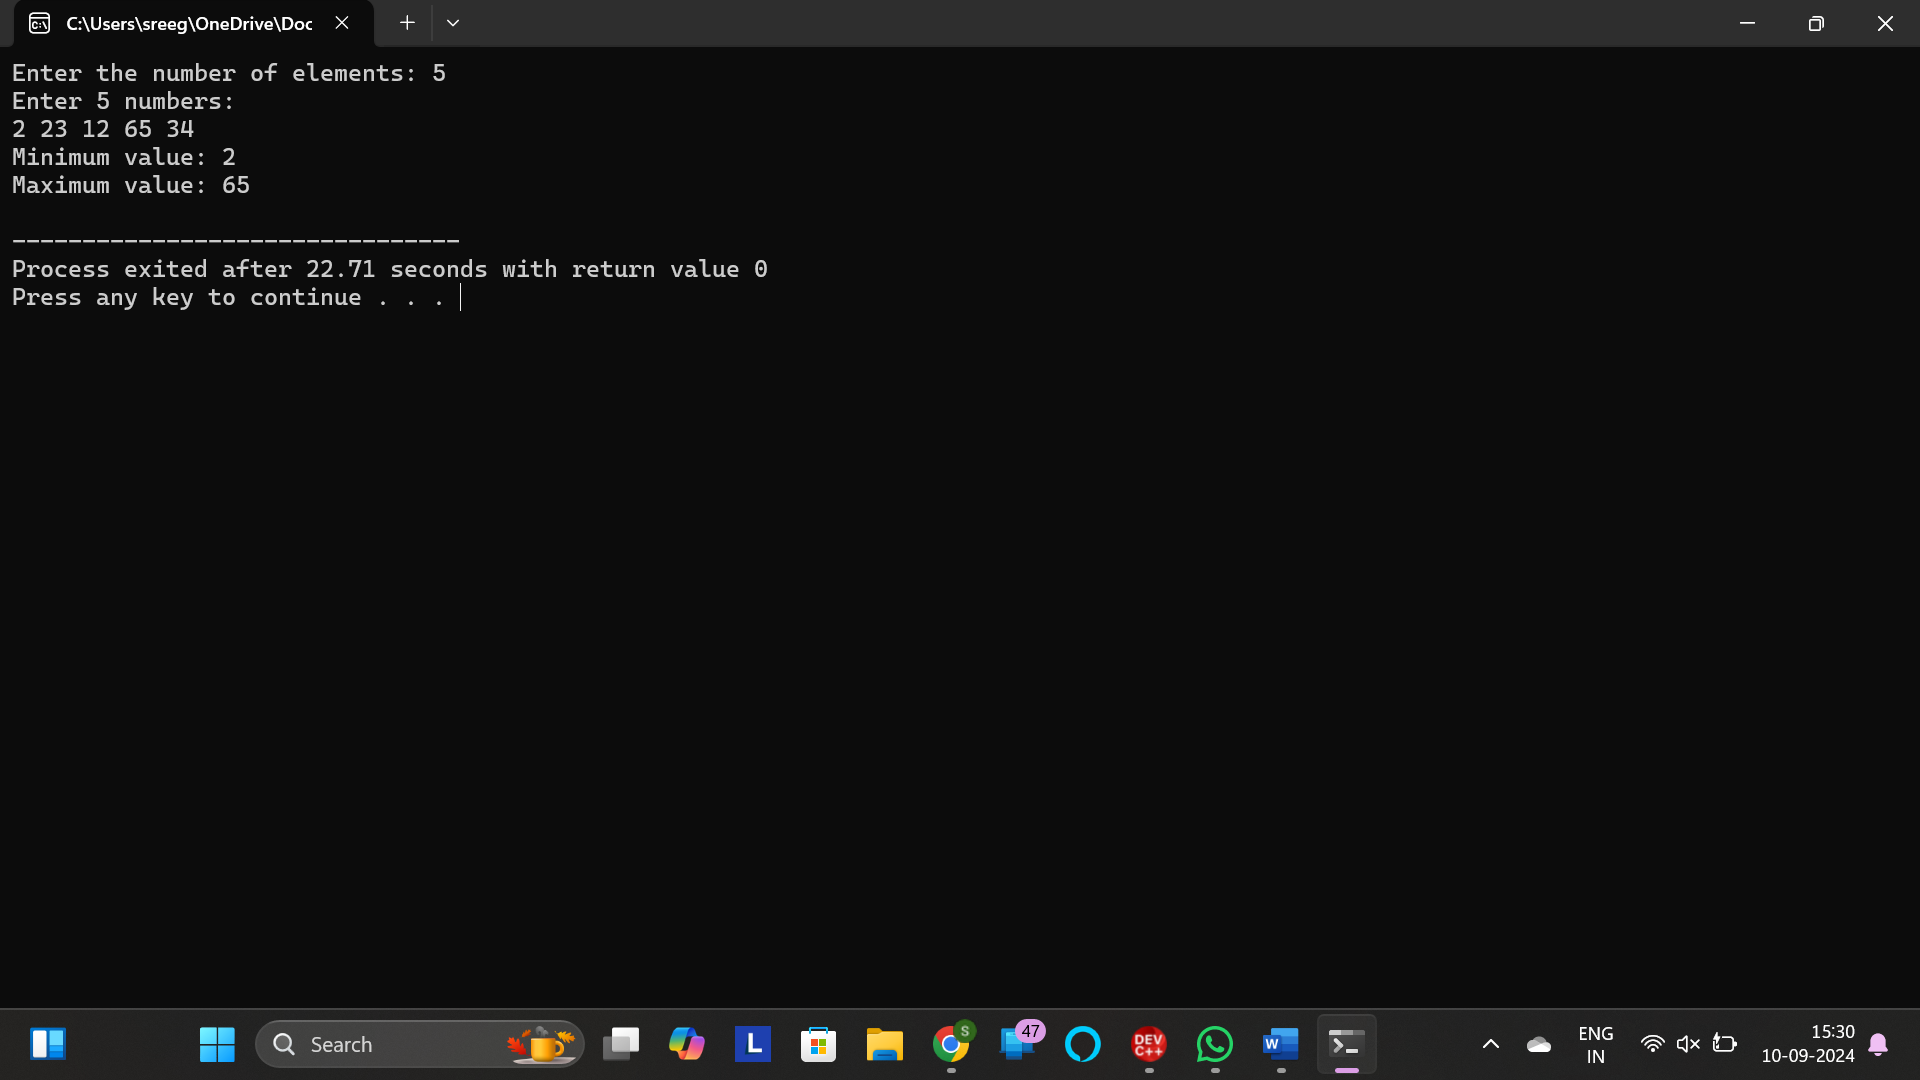 C:\Users\sreeg\OneDrive\Doc
Enter the number of elements: 5
Enter 5 numbers:
2 23 12 65 34
Minimum value: 2
Maximum value: 65
--------------------------------
Process exited after 22.71 seconds with return value 0
Press any key to continue . . .
Search
L
S
47
DEV
C++
W
ENG
IN
15:30
10-09-2024